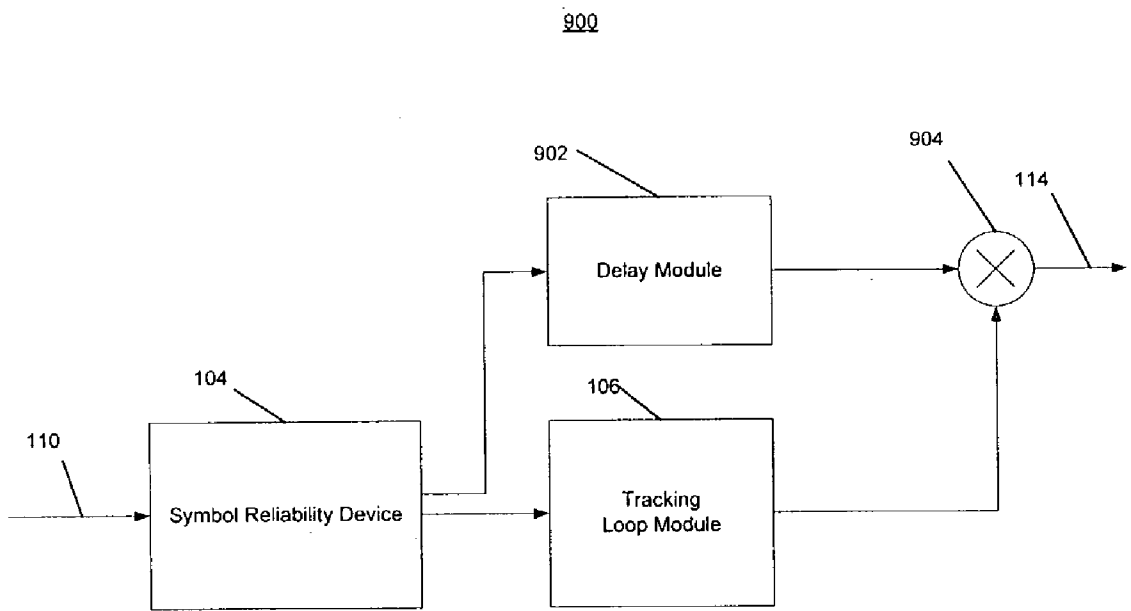 900
902
904
114
Delay Module
104
106
110
Symbol Reliability Device
Tracking
Loop Module